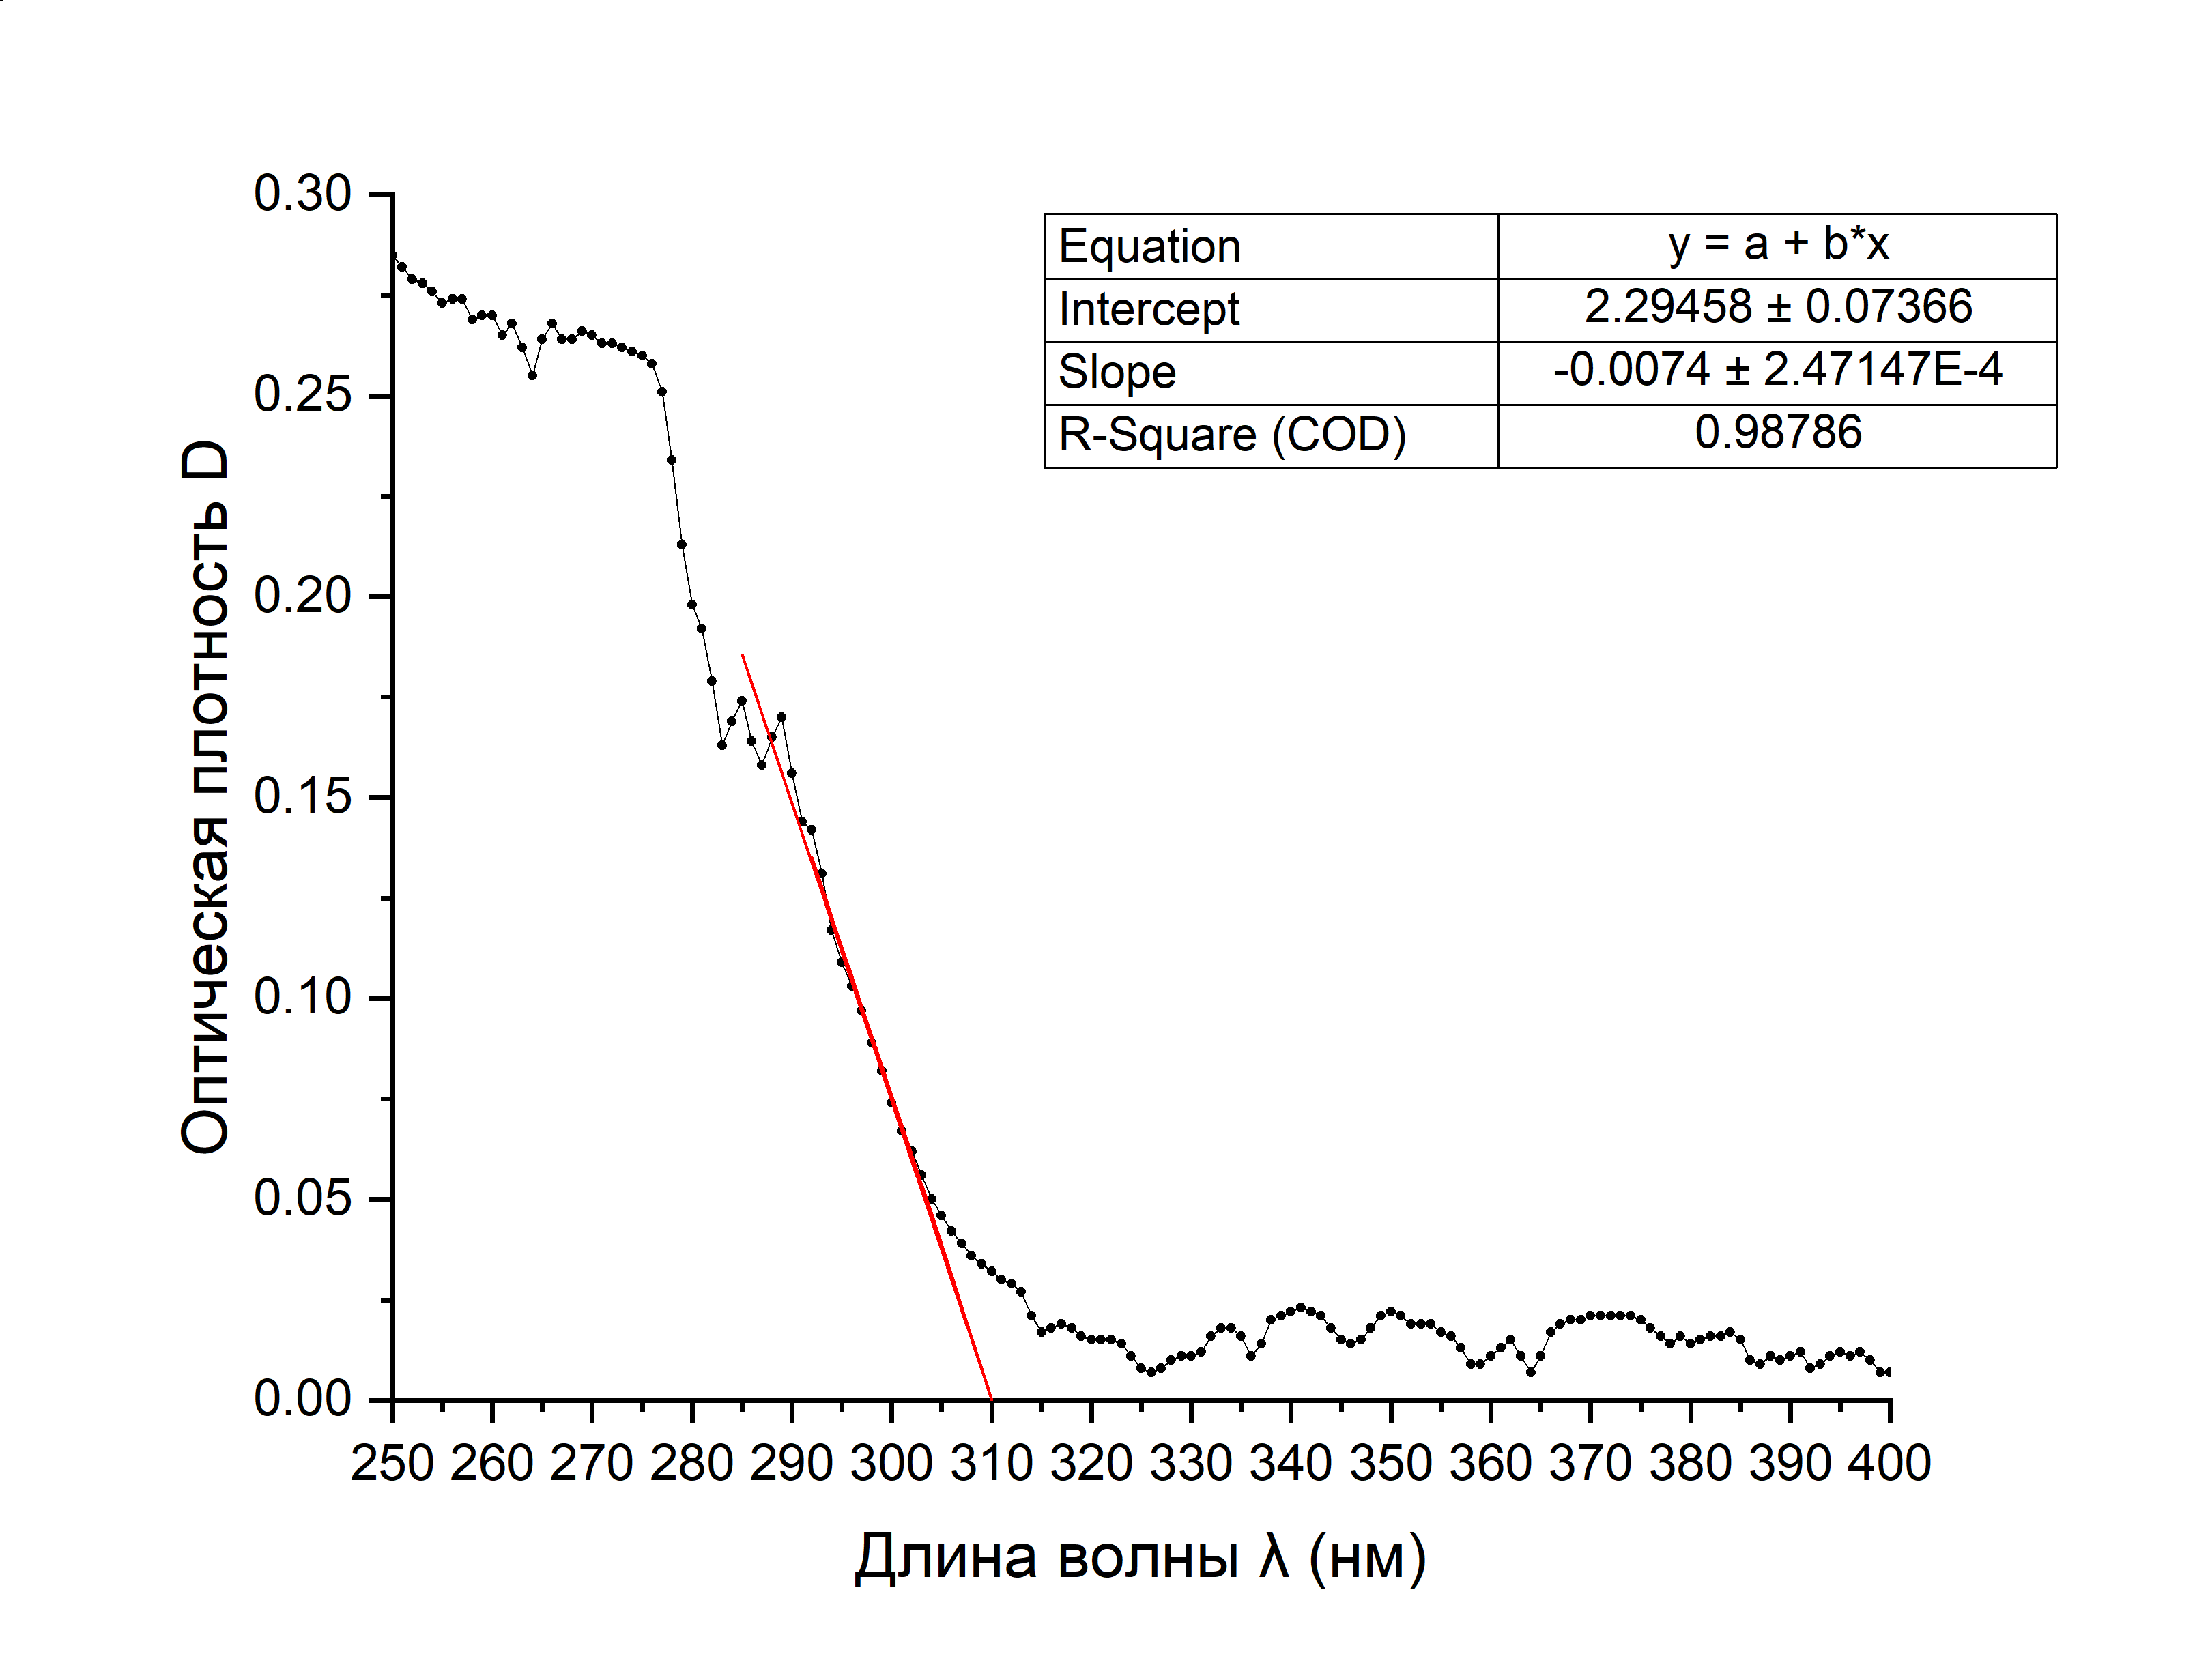 0.30
0.25
0.20
0.15
0.10
0.05
0.00
Оптическая плотность D
Equation y = a + b*x
Intercept 2.29458 ± 0.07366
Slope -0.0074 ± 2.47147E-4
R-Square (COD) 0.98786
250 260 270 280 290 300 310 320 330 340 350 360 370 380 390 400
Длина волны λ (нм)